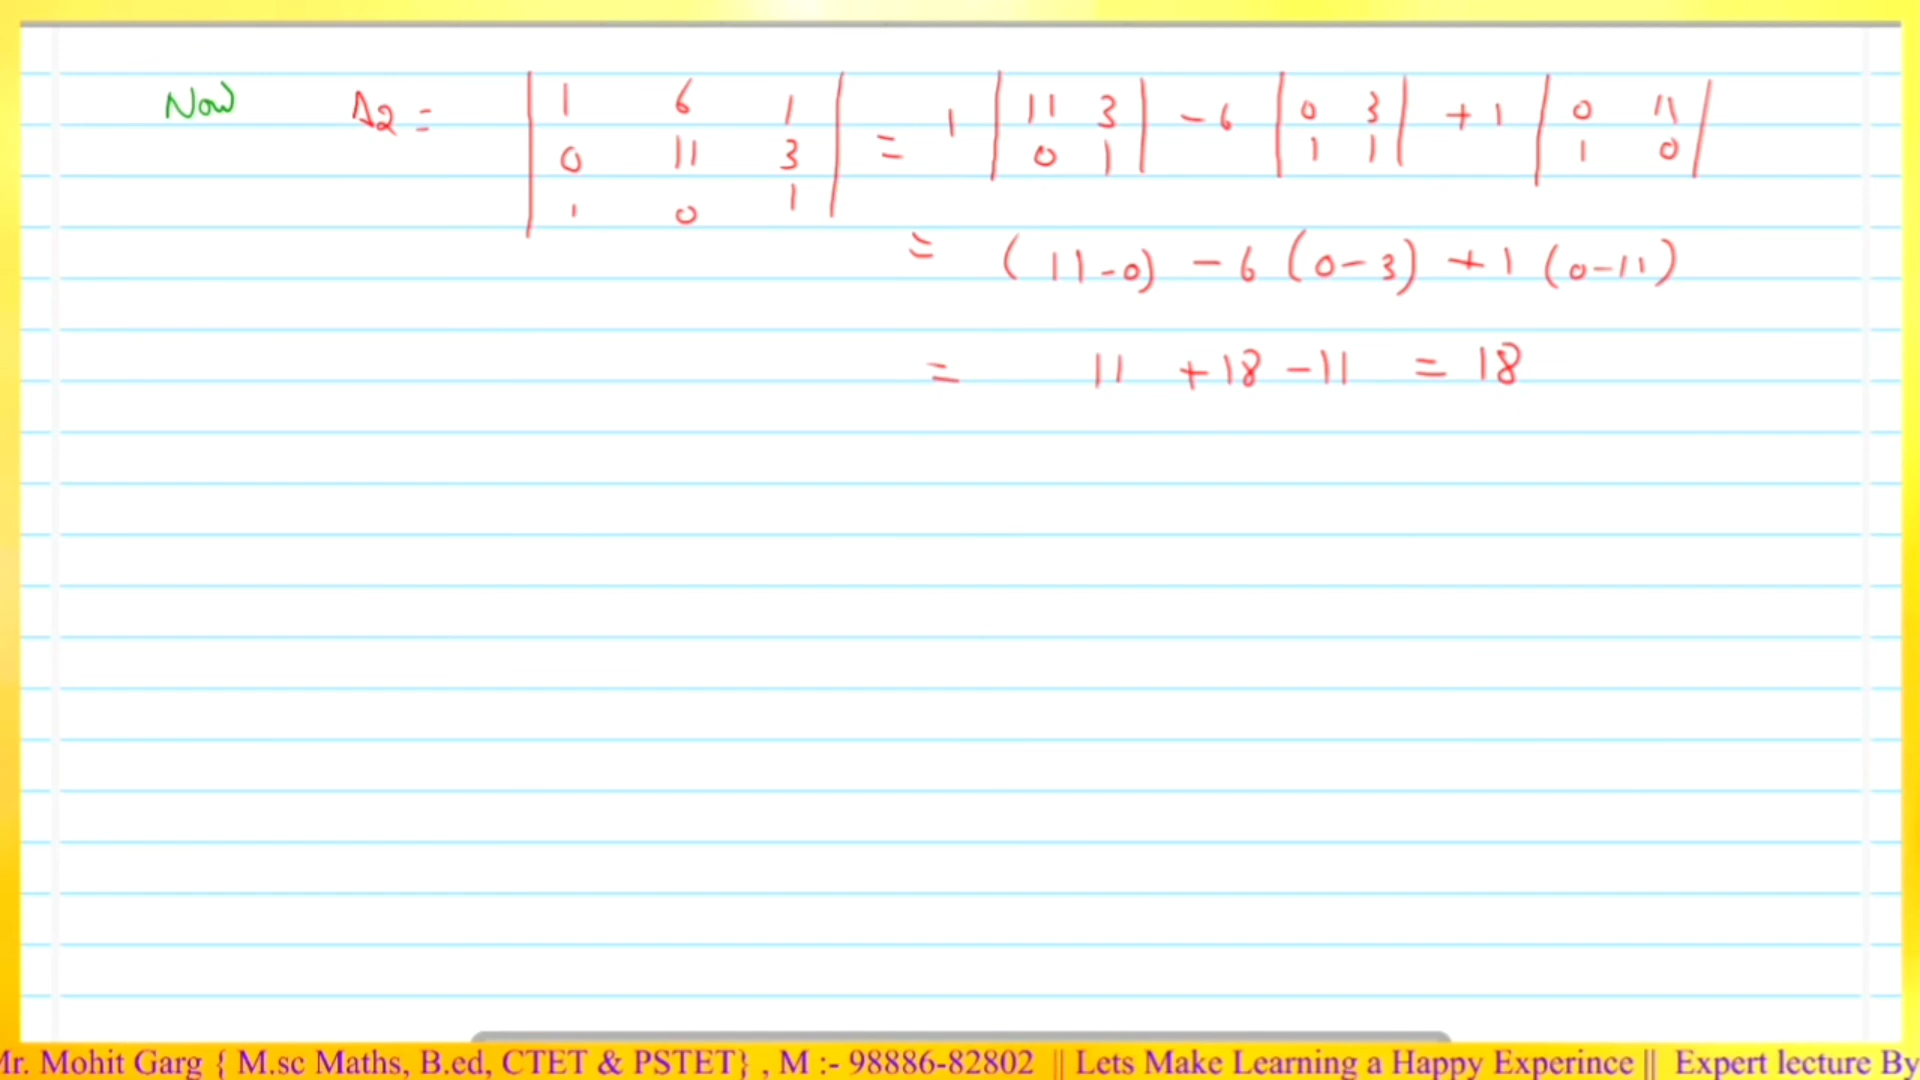 Now Δ2 = | 1 6 1 | = 1 | 11 3 | - 6 | 0 3 | + 1 | 0 11 |
| 0 11 3 | | 0 1 | | 1 1 | | 1 0 |
| 1 0 1 |
= (11-0) - 6 (0-3) + 1 (0-11)
= 11 + 18 - 11 = 18
Mr. Mohit Garg { M.sc Maths, B.ed, CTET & PSTET} , M :- 98886-82802 || Lets Make Learning a Happy Experince || Expert lecture By